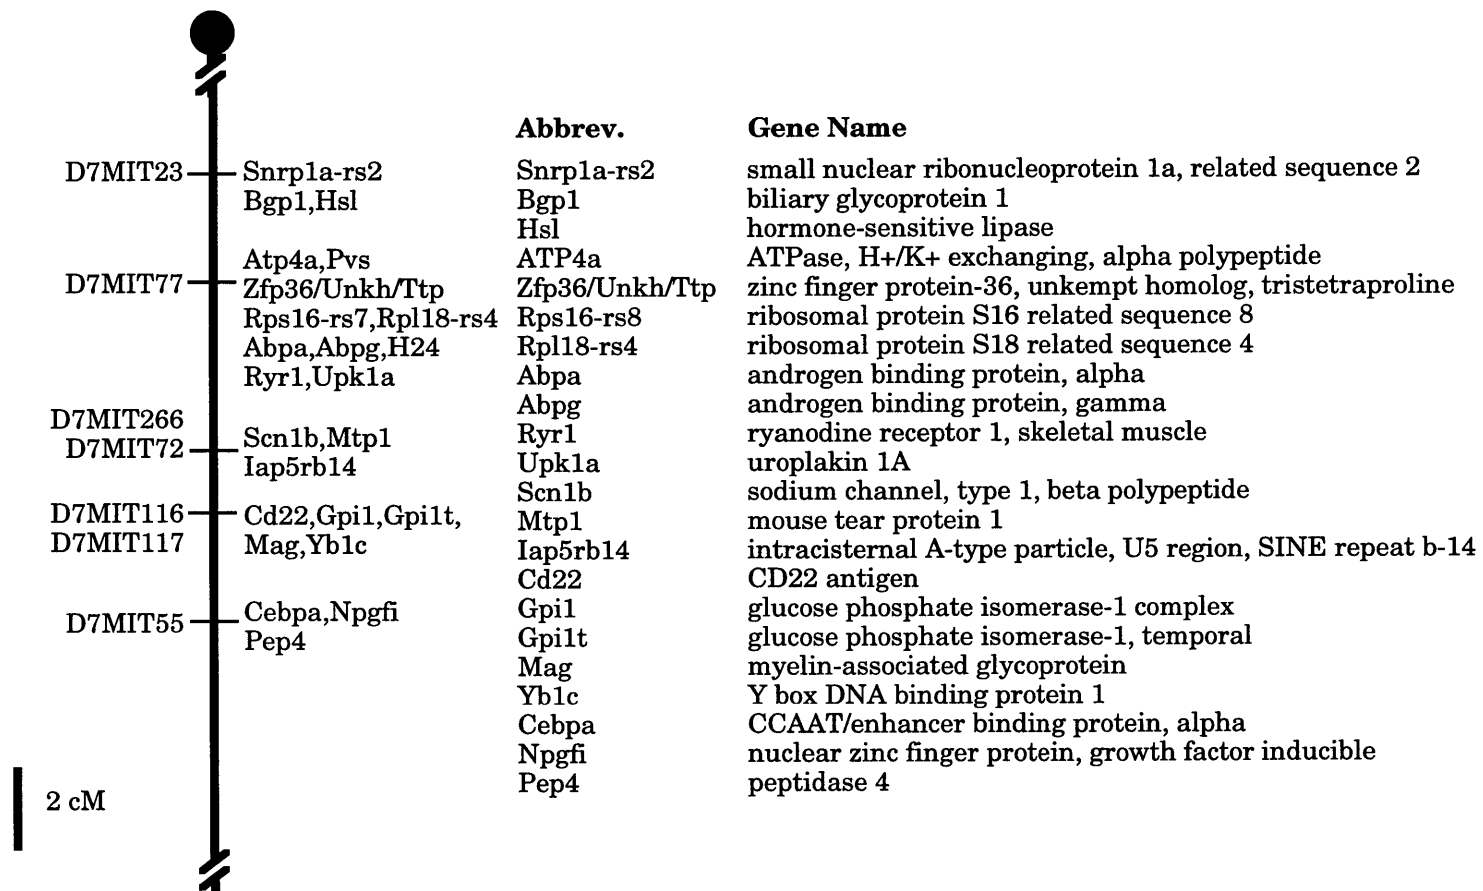 Abbrev. Gene Name
D7MIT23 Snrp1a-rs2 Snrp1a-rs2 small nuclear ribonucleoprotein 1a, related sequence 2
Bgp1,Hsl Bgp1 biliary glycoprotein 1
Hsl hormone-sensitive lipase
Atp4a,Pvs ATP4a ATPase, H+/K+ exchanging, alpha polypeptide
D7MIT77 Zfp36/Unkh/Ttp Zfp36/Unkh/Ttp zinc finger protein-36, unkempt homolog, tristetraproline
Rps16-rs7,Rpl18-rs4 Rps16-rs8 ribosomal protein S16 related sequence 8
Abpa,Abpg,H24 Rpl18-rs4 ribosomal protein S18 related sequence 4
Ryr1,Upk1a Abpa androgen binding protein, alpha
D7MIT266 Abpg androgen binding protein, gamma
D7MIT72 Scn1b,Mtp1 Ryr1 ryanodine receptor 1, skeletal muscle
Iap5rb14 Upk1a uroplakin 1A
Scn1b sodium channel, type 1, beta polypeptide
D7MIT116 Cd22,Gpi1,Gpi1t, Mtp1 mouse tear protein 1
D7MIT117 Mag,Yb1c Iap5rb14 intracisternal A-type particle, U5 region, SINE repeat b-14
Cd22 CD22 antigen
D7MIT55 Cebpa,Npgfi Gpi1 glucose phosphate isomerase-1 complex
Pep4 Gpi1t glucose phosphate isomerase-1, temporal
Mag myelin-associated glycoprotein
Yb1c Y box DNA binding protein 1
Cebpa CCAAT/enhancer binding protein, alpha
Npgfi nuclear zinc finger protein, growth factor inducible
Pep4 peptidase 4
2 cM